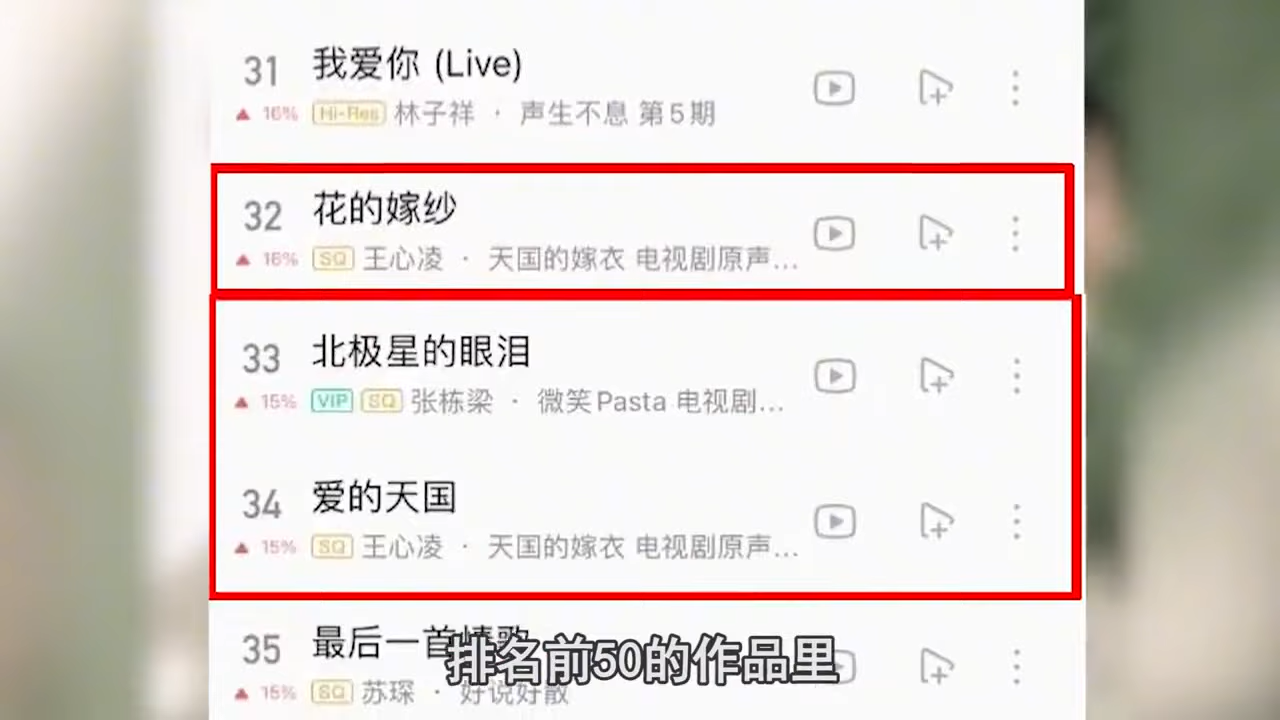 31 我爱你 (Live)
16% Hi-Res 林子祥 · 声生不息 第5期
32 花的嫁纱
16% SQ 王心凌 · 天国的嫁衣 电视剧原声...
33 北极星的眼泪
15% VIP SQ 张栋梁 · 微笑Pasta 电视剧...
34 爱的天国
15% SQ 王心凌 · 天国的嫁衣 电视剧原声...
35 最后一首情歌
排名前50的作品里
15% SQ 苏琛 · 好说好散